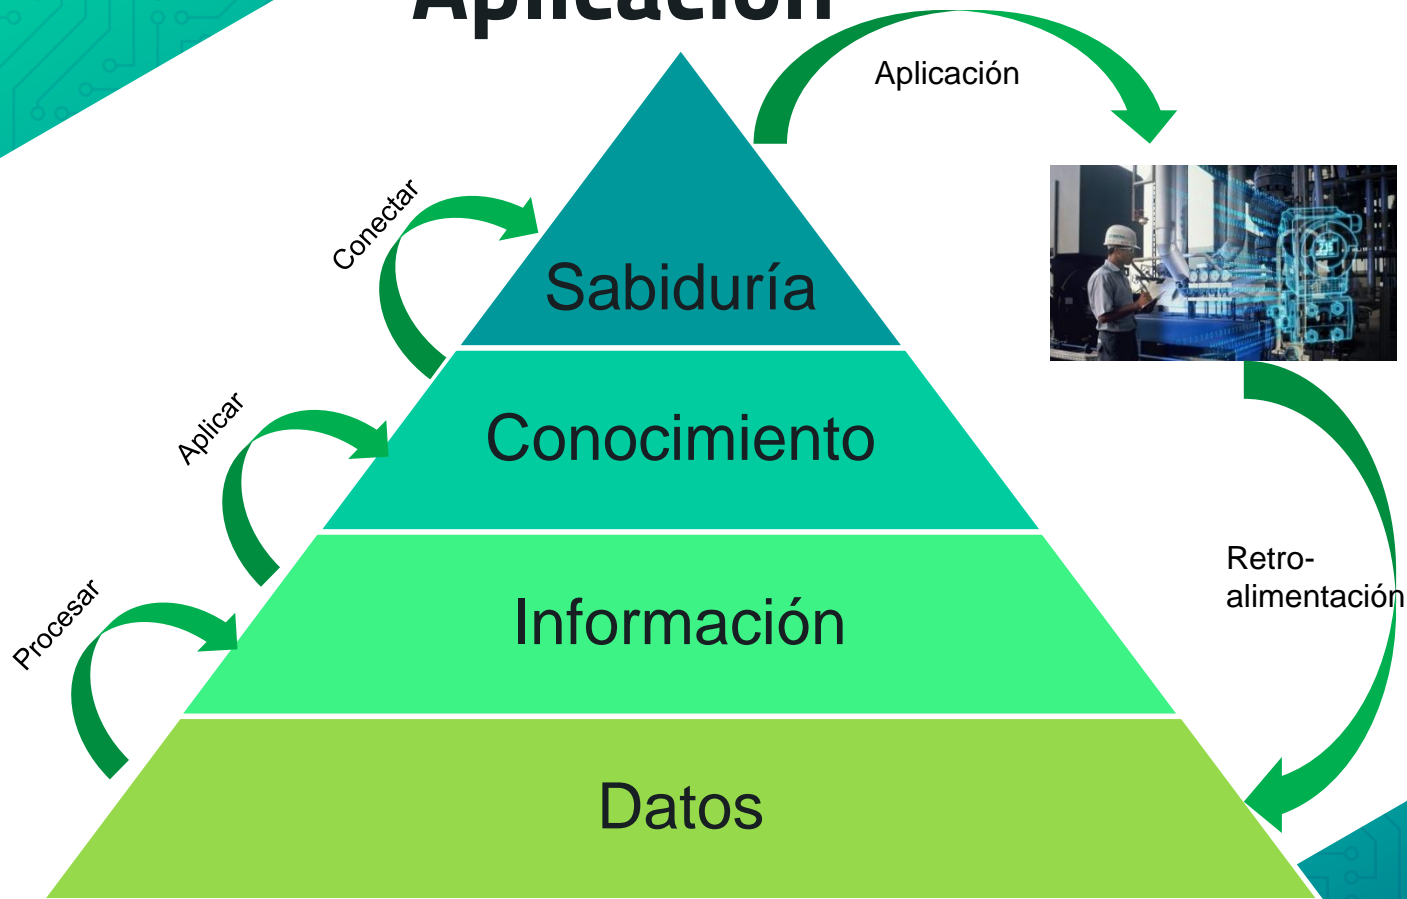 Aplicación
Aplicación
Conectar
Sabiduría
Aplicar
Conocimiento
Retro-
alimentación
Procesar
Información
Datos